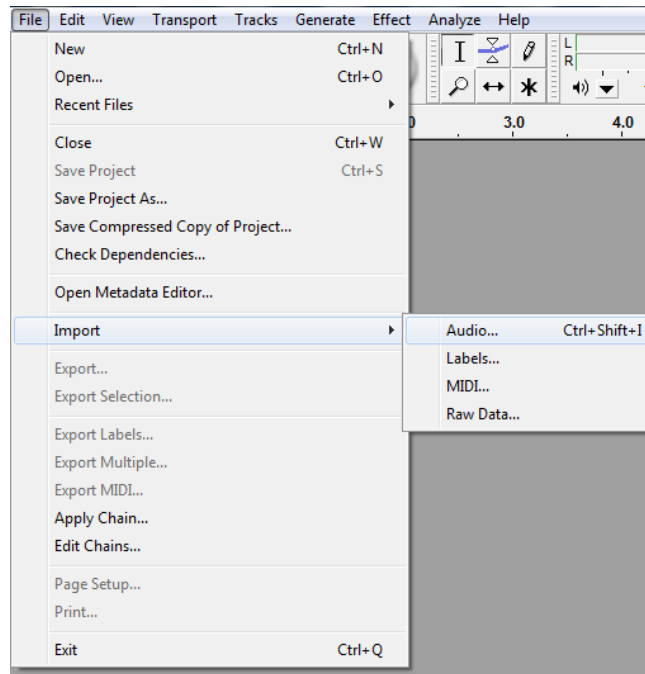 File Edit View Transport Tracks Generate Effect Analyze Help
New Ctrl+N
Open... Ctrl+O
Recent Files
Close Ctrl+W
Save Project Ctrl+S
Save Project As...
Save Compressed Copy of Project...
Check Dependencies...
Open Metadata Editor...
Import
Export...
Export Selection...
Export Labels...
Export Multiple...
Export MIDI...
Apply Chain...
Edit Chains...
Page Setup...
Print...
Exit Ctrl+Q
Audio... Ctrl+Shift+I
Labels...
MIDI...
Raw Data...
L
R
3.0 4.0